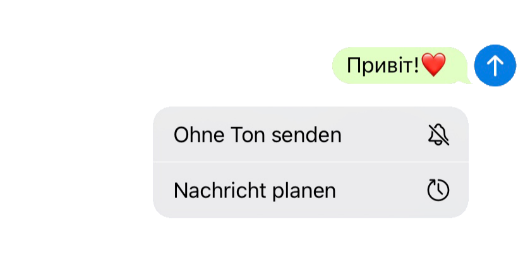 Привіт!❤️
Ohne Ton senden
Nachricht planen